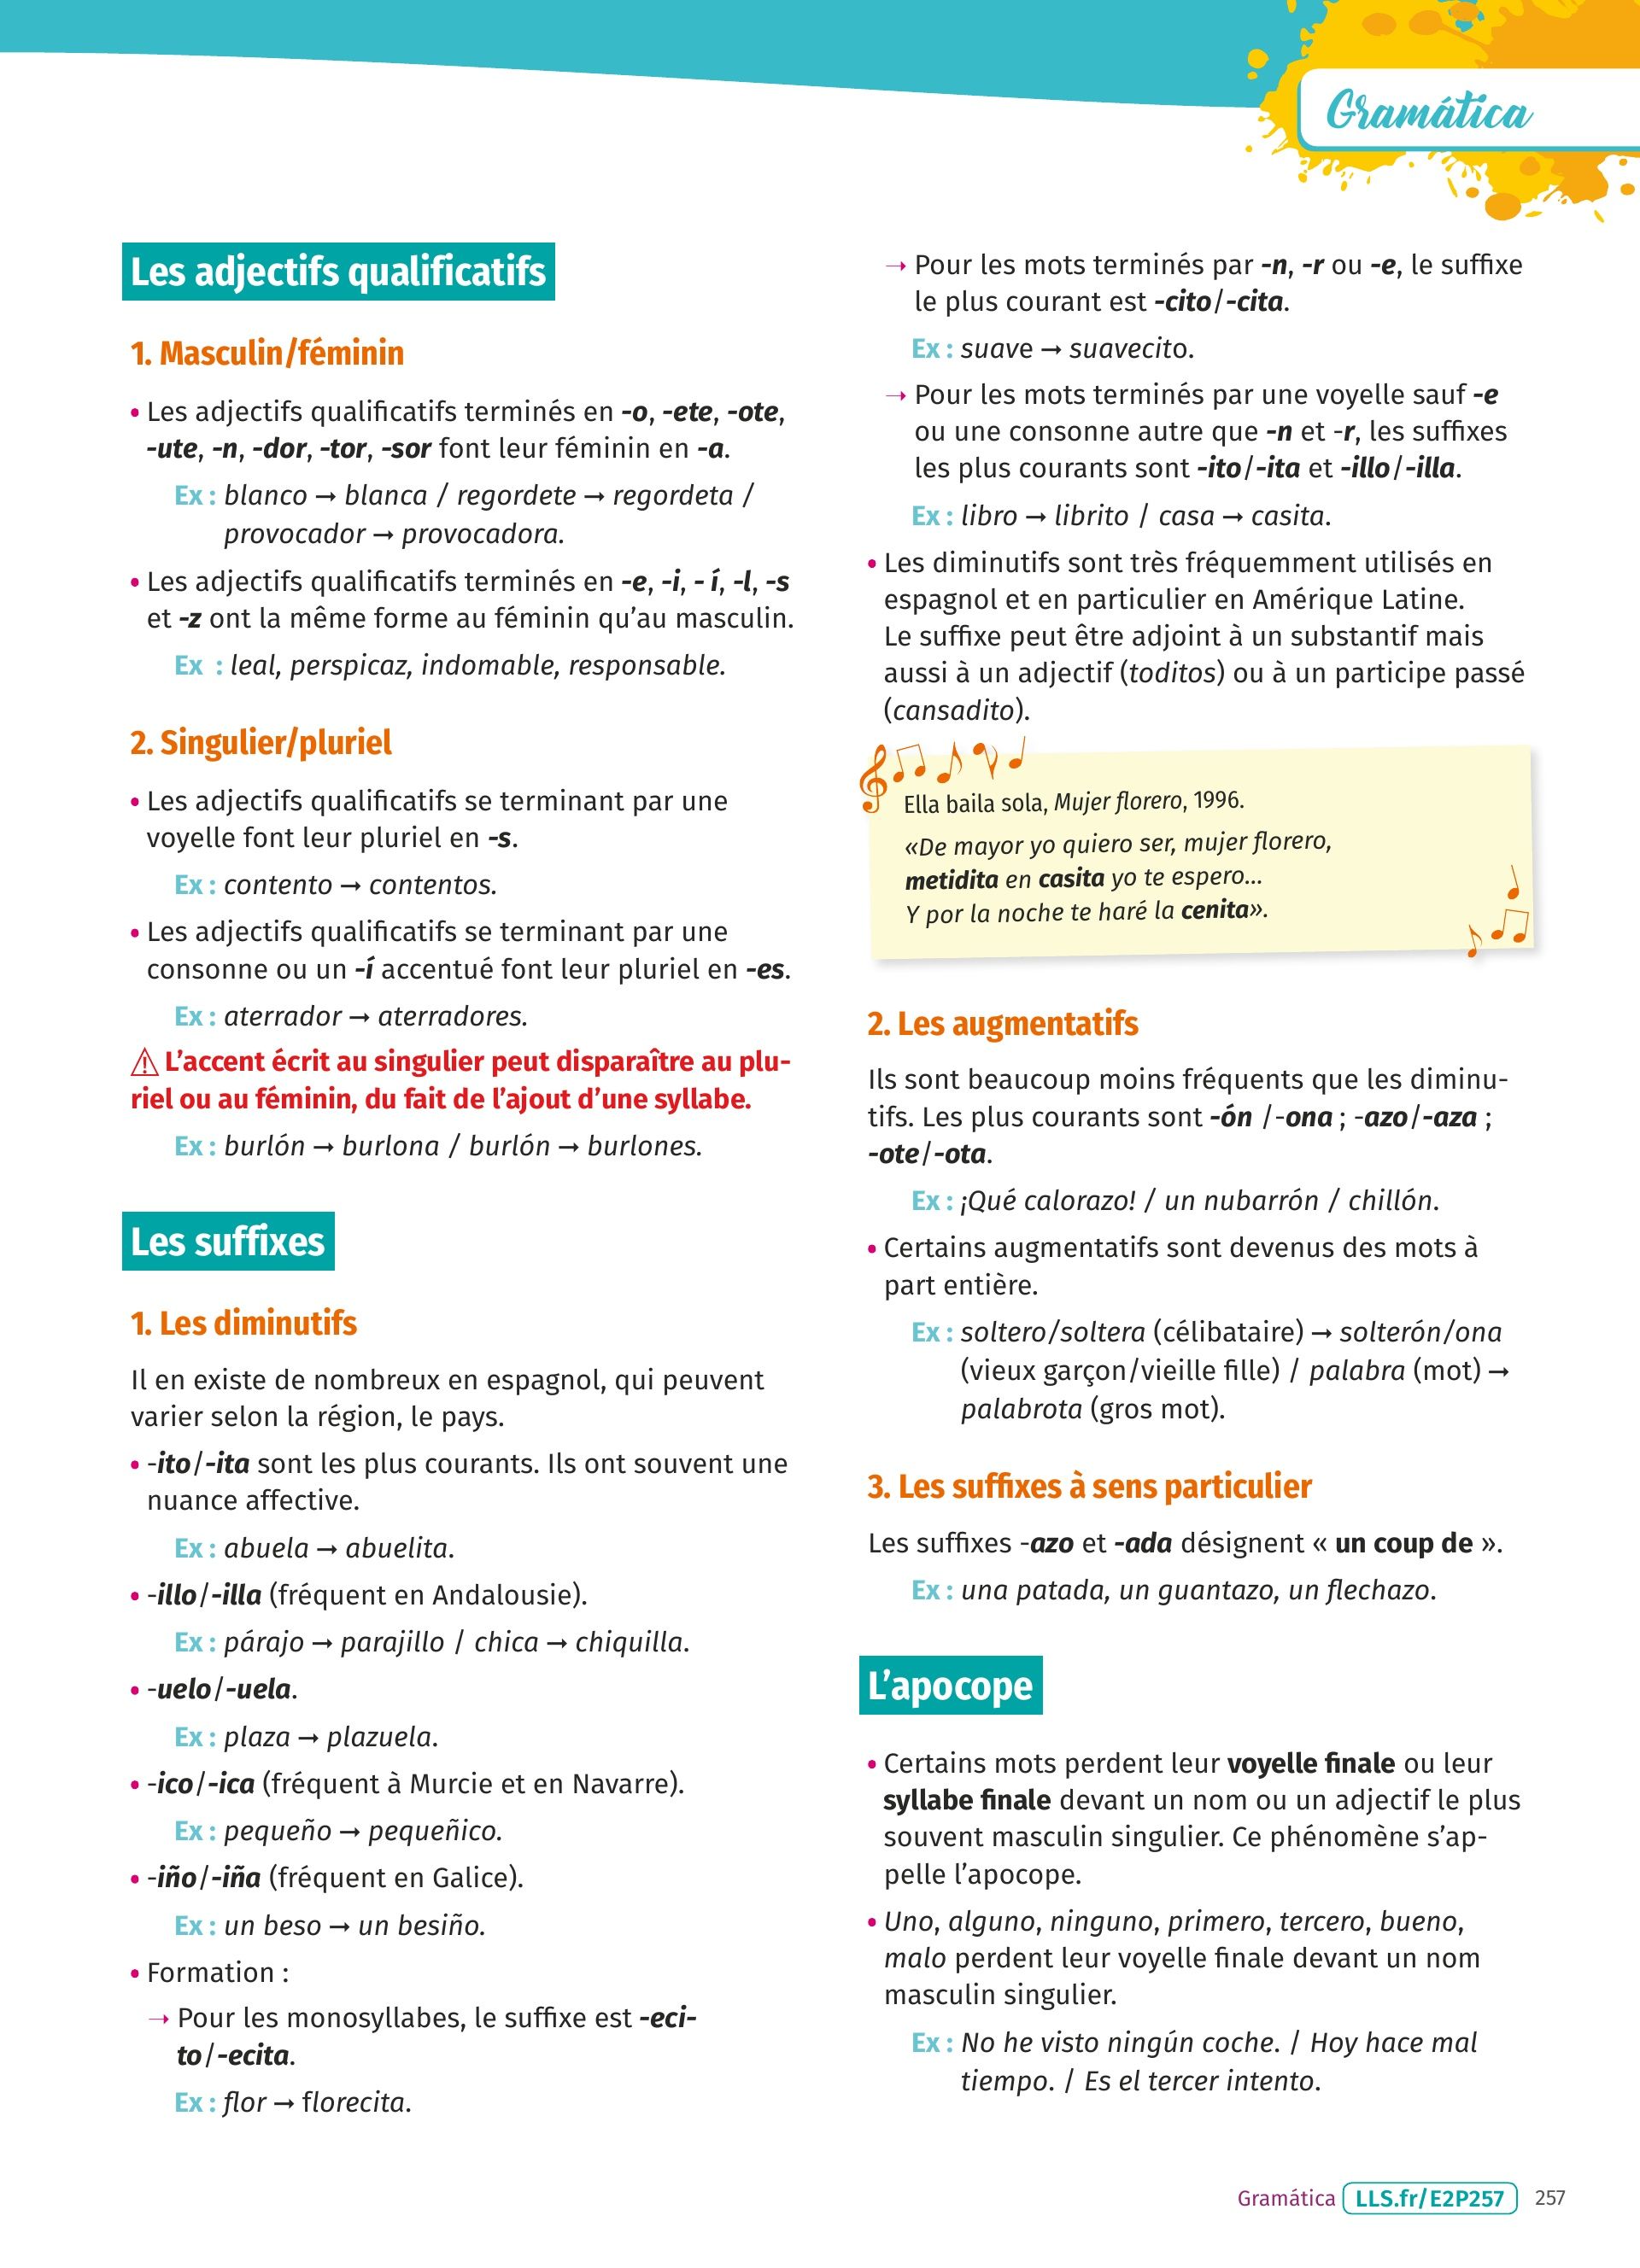 Gramática
Les adjectifs qualificatifs
1. Masculin/féminin
• Les adjectifs qualificatifs terminés en -o, -ete, -ote,
-ute, -n, -dor, -tor, -sor font leur féminin en -a.
Ex : blanco → blanca / regordete → regordeta /
provocador → provocadora.
• Les adjectifs qualificatifs terminés en -e, -i, - í, -l, -s
et -z ont la même forme au féminin qu’au masculin.
Ex : leal, perspicaz, indomable, responsable.
2. Singulier/pluriel
• Les adjectifs qualificatifs se terminant par une
voyelle font leur pluriel en -s.
Ex : contento → contentos.
• Les adjectifs qualificatifs se terminant par une
consonne ou un -í accentué font leur pluriel en -es.
Ex : aterrador → aterradores.
⚠ L’accent écrit au singulier peut disparaître au plu-
riel ou au féminin, du fait de l’ajout d’une syllabe.
Ex : burlón → burlona / burlón → burlones.
Les suffixes
1. Les diminutifs
Il en existe de nombreux en espagnol, qui peuvent
varier selon la région, le pays.
• -ito/-ita sont les plus courants. Ils ont souvent une
nuance affective.
Ex : abuela → abuelita.
• -illo/-illa (fréquent en Andalousie).
Ex : párajo → parajillo / chica → chiquilla.
• -uelo/-uela.
Ex : plaza → plazuela.
• -ico/-ica (fréquent à Murcie et en Navarre).
Ex : pequeño → pequeñico.
• -iño/-iña (fréquent en Galice).
Ex : un beso → un besiño.
• Formation :
→ Pour les monosyllabes, le suffixe est -eci-
to/-ecita.
Ex : flor → florecita.
→ Pour les mots terminés par -n, -r ou -e, le suffixe
le plus courant est -cito/-cita.
Ex : suave → suavecito.
→ Pour les mots terminés par une voyelle sauf -e
ou une consonne autre que -n et -r, les suffixes
les plus courants sont -ito/-ita et -illo/-illa.
Ex : libro → librito / casa → casita.
• Les diminutifs sont très fréquemment utilisés en
espagnol et en particulier en Amérique Latine.
Le suffixe peut être adjoint à un substantif mais
aussi à un adjectif (toditos) ou à un participe passé
(cansadito).
Ella baila sola, Mujer florero, 1996.
«De mayor yo quiero ser, mujer florero,
metidita en casita yo te espero...
Y por la noche te haré la cenita».
2. Les augmentatifs
Ils sont beaucoup moins fréquents que les diminu-
tifs. Les plus courants sont -ón /-ona ; -azo/-aza ;
-ote/-ota.
Ex : ¡Qué calorazo! / un nubarrón / chillón.
• Certains augmentatifs sont devenus des mots à
part entière.
Ex : soltero/soltera (célibataire) → solterón/ona
(vieux garçon/vieille fille) / palabra (mot) →
palabrota (gros mot).
3. Les suffixes à sens particulier
Les suffixes -azo et -ada désignent « un coup de ».
Ex : una patada, un guantazo, un flechazo.
L’apocope
• Certains mots perdent leur voyelle finale ou leur
syllabe finale devant un nom ou un adjectif le plus
souvent masculin singulier. Ce phénomène s’ap-
pelle l’apocope.
• Uno, alguno, ninguno, primero, tercero, bueno,
malo perdent leur voyelle finale devant un nom
masculin singulier.
Ex : No he visto ningún coche. / Hoy hace mal
tiempo. / Es el tercer intento.
Gramática LLS.fr/E2P257 257